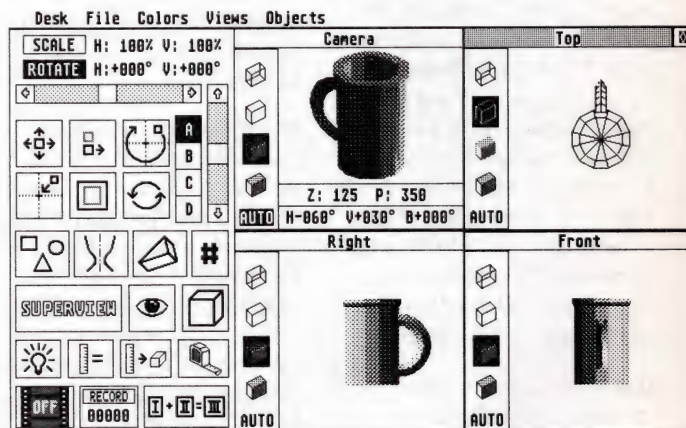 Desk File Colors Views Objects
SCALE H: 100% V: 100%
ROTATE H:+000° V:+000°
A
B
C
D
#
SUPERVIEW
OFF
RECORD
00000
I+II=III
Camera
Z: 125 P: 350
AUTO H-060° V+030° B+000°
Top
AUTO
Right
AUTO
Front
AUTO